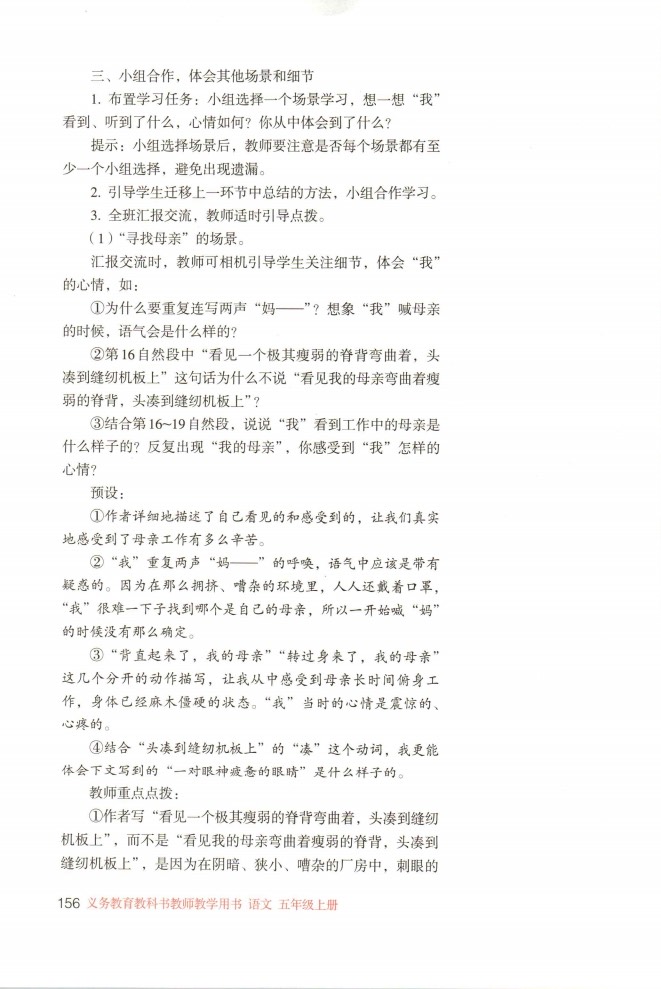 三、小组合作，体会其他场景和细节
1. 布置学习任务：小组选择一个场景学习，想一想“我”
看到、听到了什么，心情如何？你从中体会到了什么？
提示：小组选择场景后，教师要注意是否每个场景都有至
少一个小组选择，避免出现遗漏。
2. 引导学生迁移上一环节中总结的方法，小组合作学习。
3. 全班汇报交流，教师适时引导点拨。
（1）“寻找母亲”的场景。
汇报交流时，教师可相机引导学生关注细节，体会“我”
的心情，如：
①为什么要重复连写两声“妈——”？想象“我”喊母亲
的时候，语气会是什么样的？
②第16自然段中“看见一个极其瘦弱的脊背弯曲着，头
凑到缝纫机板上”这句话为什么不说“看见我的母亲弯曲着瘦
弱的脊背，头凑到缝纫机板上”？
③结合第16~19自然段，说说“我”看到工作中的母亲是
什么样子的？反复出现“我的母亲”，你感受到“我”怎样的
心情？
预设：
①作者详细地描述了自己看见的和感受到的，让我们真实
地感受到了母亲工作有多么辛苦。
②“我”重复两声“妈——”的呼唤，语气中应该是带有
疑惑的。因为在那么拥挤、嘈杂的环境里，人人还戴着口罩，
“我”很难一下子找到哪个是自己的母亲，所以一开始喊“妈”
的时候没有那么确定。
③“背直起来了，我的母亲”“转过身来了，我的母亲”
这几个分开的动作描写，让我从中感受到母亲长时间俯身工
作，身体已经麻木僵硬的状态。“我”当时的心情是震惊的、
心疼的。
④结合“头凑到缝纫机板上”的“凑”这个动词，我更能
体会下文写到的“一对眼神疲惫的眼睛”是什么样子的。
教师重点点拨：
①作者写“看见一个极其瘦弱的脊背弯曲着，头凑到缝纫
机板上”，而不是“看见我的母亲弯曲着瘦弱的脊背，头凑到
缝纫机板上”，是因为在阴暗、狭小、嘈杂的厂房中，刺眼的
156 义务教育教科书教师教学用书 语文 五年级上册